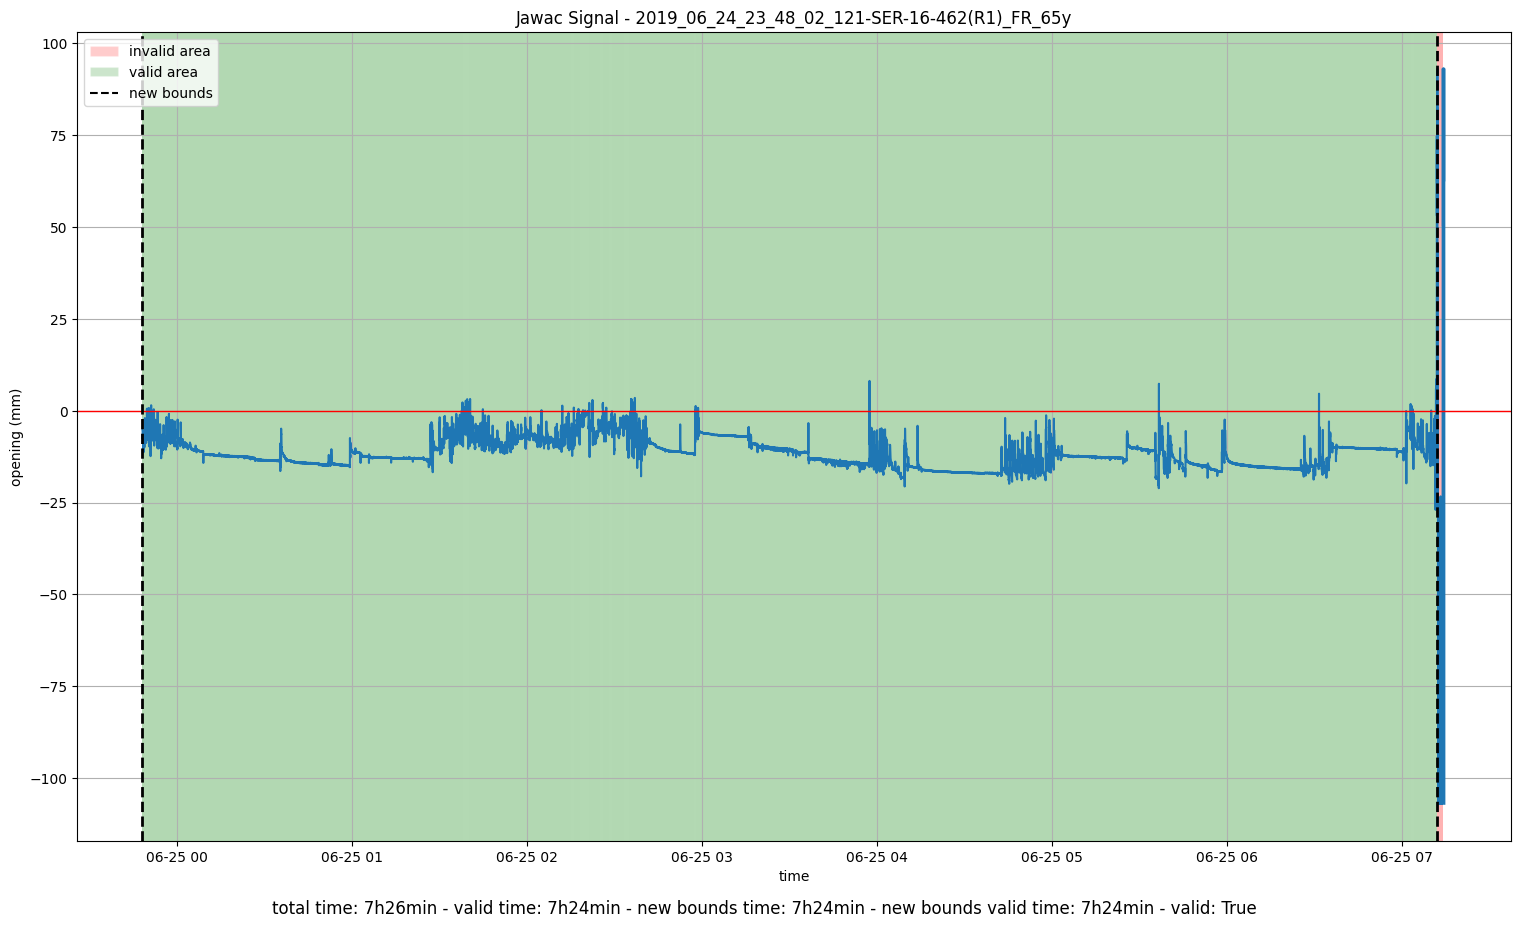 Jawac Signal - 2019_06_24_23_48_02_121-SER-16-462(R1)_FR_65y
invalid area
valid area
new bounds
100
75
50
25
0
−25
−50
−75
−100
opening (mm)
06-25 00 06-25 01 06-25 02 06-25 03 06-25 04 06-25 05 06-25 06 06-25 07
time
total time: 7h26min - valid time: 7h24min - new bounds time: 7h24min - new bounds valid time: 7h24min - valid: True